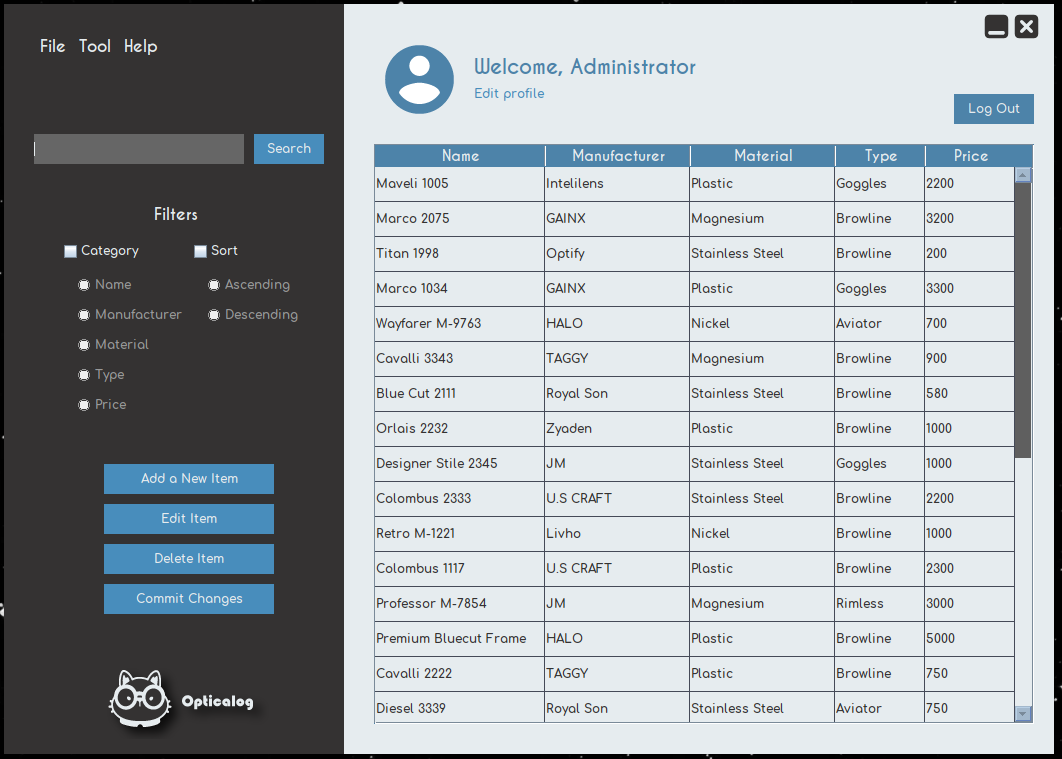 File Tool Help
Search
Filters
Category Sort
Name Ascending
Manufacturer Descending
Material
Type
Price
Add a New Item
Edit Item
Delete Item
Commit Changes
Opticalog
Welcome, Administrator
Edit profile
Log Out
Name Manufacturer Material Type Price
Maveli 1005 Intelilens Plastic Goggles 2200
Marco 2075 GAINX Magnesium Browline 3200
Titan 1998 Optify Stainless Steel Browline 200
Marco 1034 GAINX Plastic Goggles 3300
Wayfarer M-9763 HALO Nickel Aviator 700
Cavalli 3343 TAGGY Magnesium Browline 900
Blue Cut 2111 Royal Son Stainless Steel Browline 580
Orlais 2232 Zyaden Plastic Browline 1000
Designer Stile 2345 JM Stainless Steel Goggles 1000
Colombus 2333 U.S CRAFT Stainless Steel Browline 2200
Retro M-1221 Livho Nickel Browline 1000
Colombus 1117 U.S CRAFT Plastic Browline 2300
Professor M-7854 JM Magnesium Rimless 3000
Premium Bluecut Frame HALO Plastic Browline 5000
Cavalli 2222 TAGGY Plastic Browline 750
Diesel 3339 Royal Son Stainless Steel Aviator 750